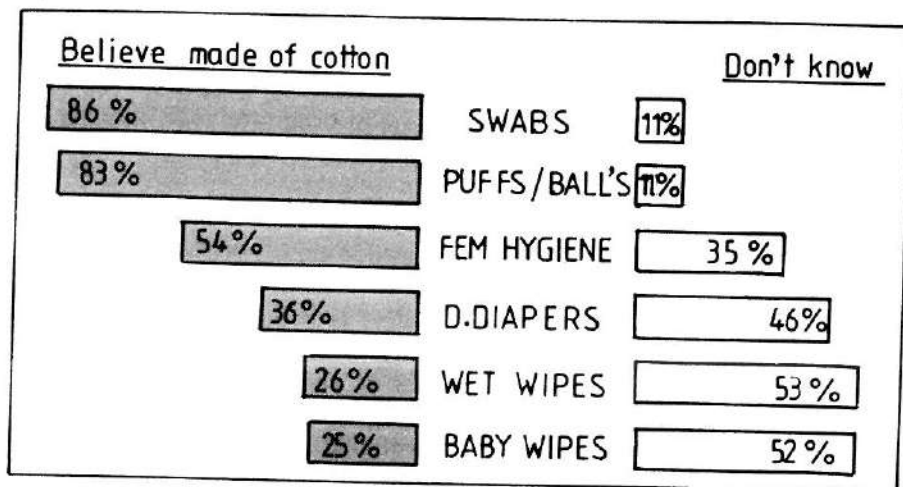 Believe made of cotton Don't know
86% SWABS 11%
83% PUFFS/BALL'S 11%
54% FEM HYGIENE 35%
36% D.DIAPERS 46%
26% WET WIPES 53%
25% BABY WIPES 52%